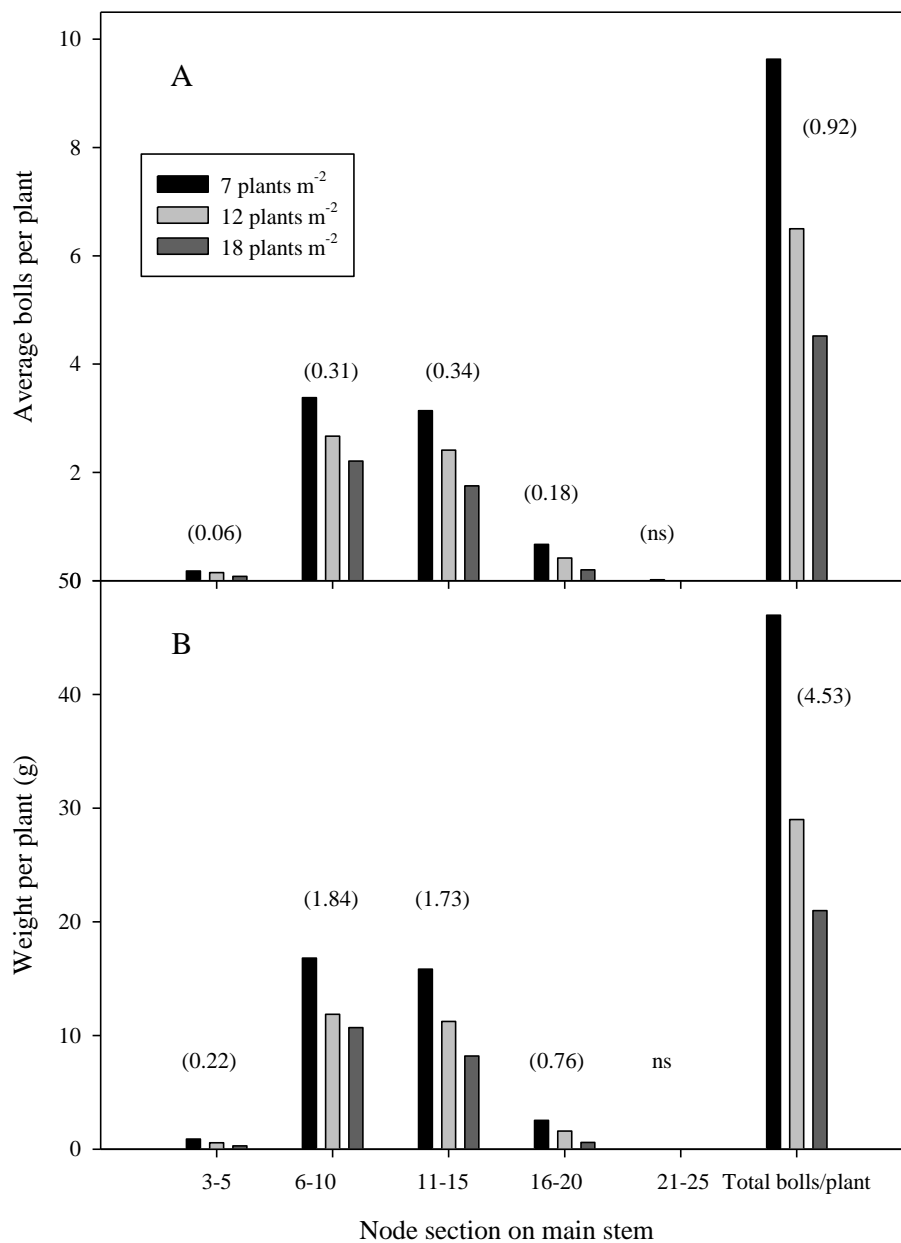 10
A
(0.92)
8
7 plants m-2
12 plants m-2
18 plants m-2
6
Average bolls per plant
4
(0.31) (0.34)
2
(0.18)
(0.06) (ns)
50
B
40
(4.53)
30
Weight per plant (g)
20
(1.84) (1.73)
10
(0.22) (0.76) ns
0
3-5 6-10 11-15 16-20 21-25 Total bolls/plant
Node section on main stem